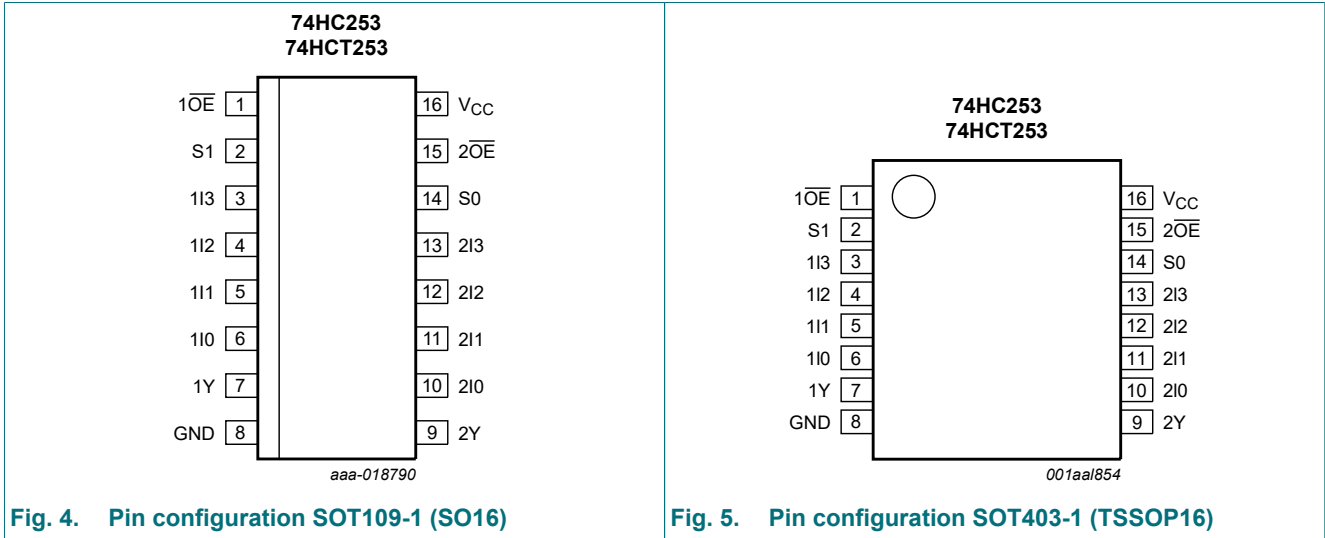 74HC253
74HCT253
1OE 1
16 VCC
S1 2
15 2OE
1I3 3
14 S0
1I2 4
13 2I3
1I1 5
12 2I2
1I0 6
11 2I1
1Y 7
10 2I0
GND 8
9 2Y
aaa-018790
Fig. 4. Pin configuration SOT109-1 (SO16)
74HC253
74HCT253
1OE 1
16 VCC
S1 2
15 2OE
1I3 3
14 S0
1I2 4
13 2I3
1I1 5
12 2I2
1I0 6
11 2I1
1Y 7
10 2I0
GND 8
9 2Y
001aal854
Fig. 5. Pin configuration SOT403-1 (TSSOP16)